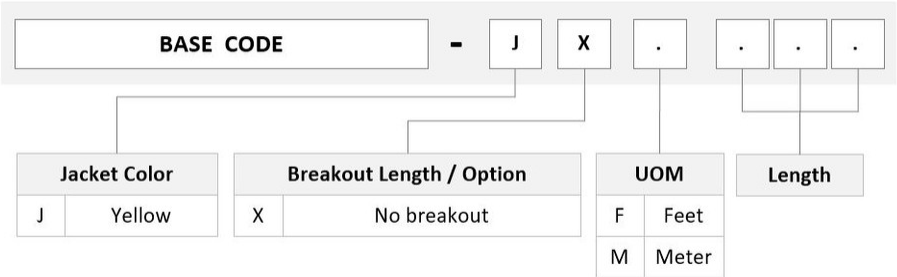 BASE CODE - J X . . . .
Jacket Color
J Yellow
Breakout Length / Option
X No breakout
UOM
F Feet
M Meter
Length